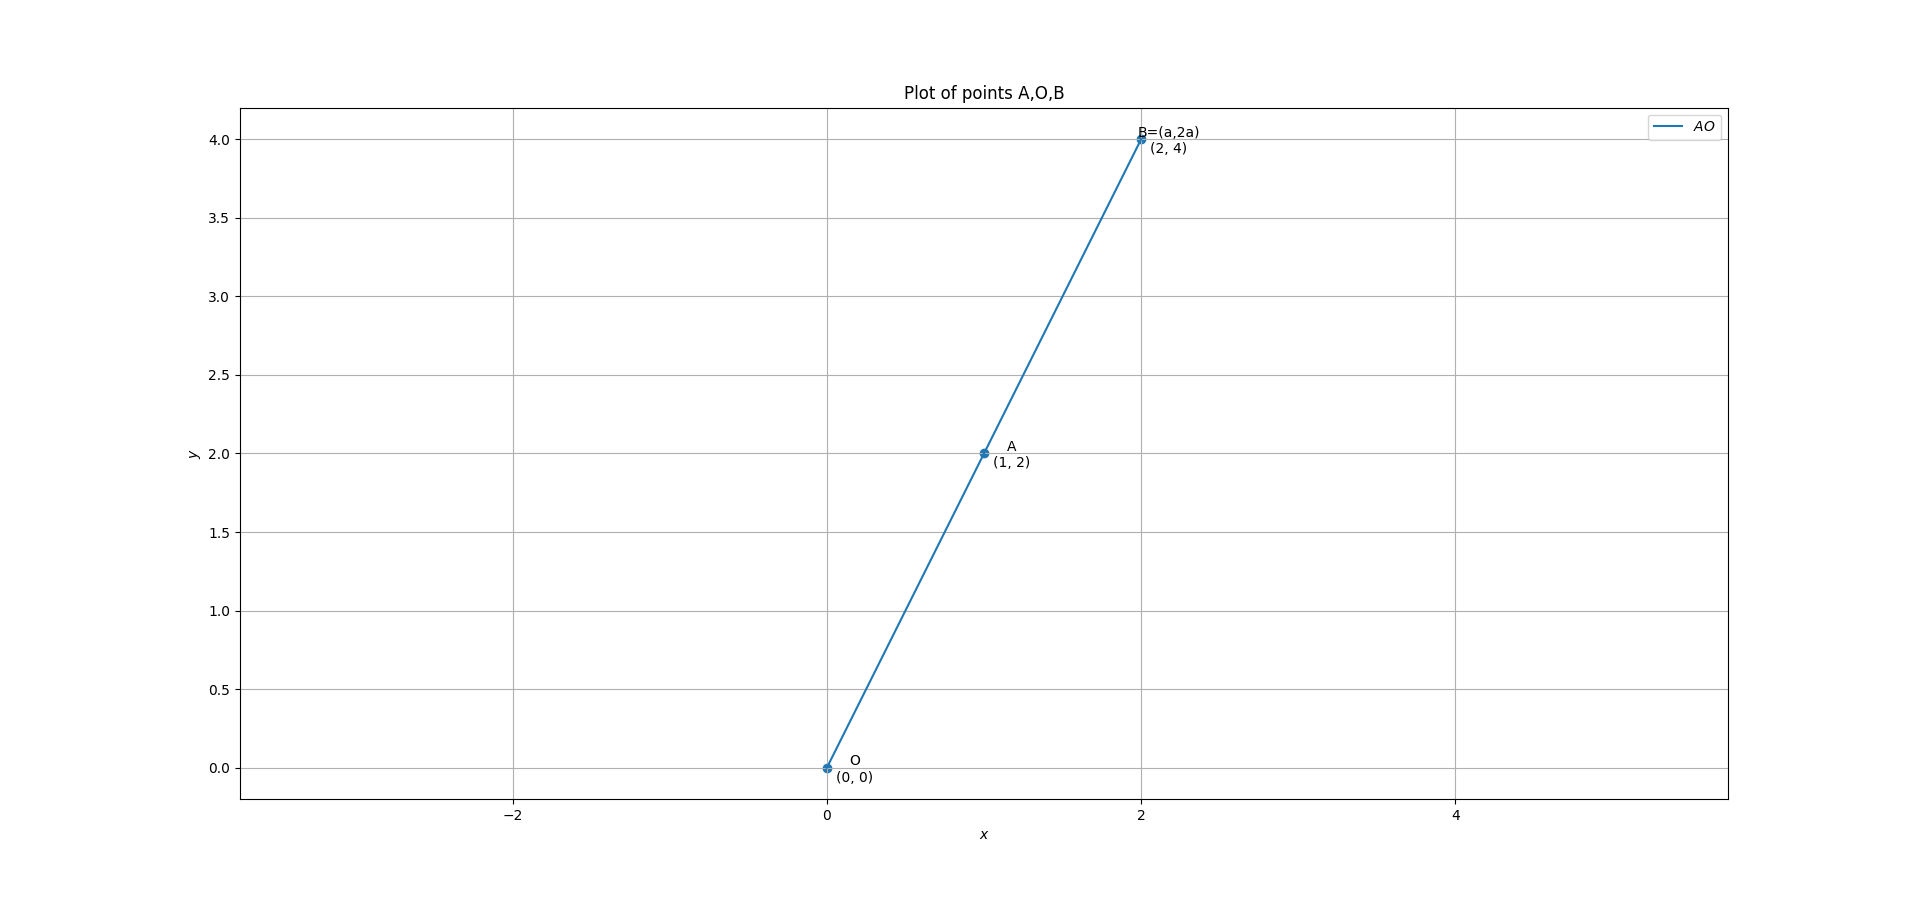 Plot of points A,O,B
AO
B=(a,2a)
(2, 4)
A
(1, 2)
O
(0, 0)
4.0
3.5
3.0
2.5
2.0
1.5
1.0
0.5
0.0
y
−2
0
2
4
x